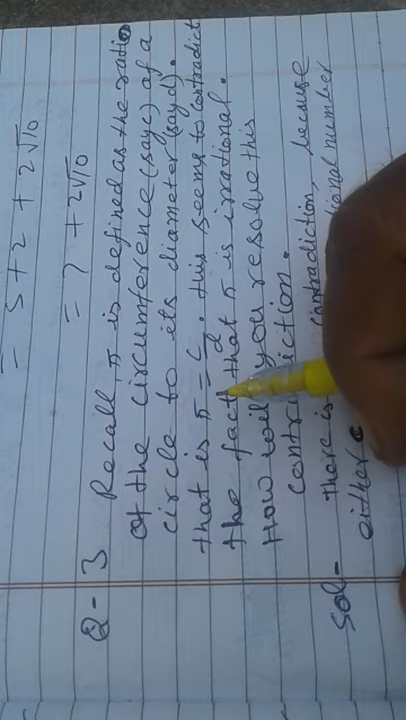 = 5 + 2 + 2√10
= 7 + 2√10
Q-3 Recall, π is defined as the ratio
of the circumference (say c) of a
circle to its diameter (say d).
that is π = c/d. this seems to contradict
the fact that π is irrational.
How will you resolve this
contradiction.
Sol- there is contradiction, because
either number